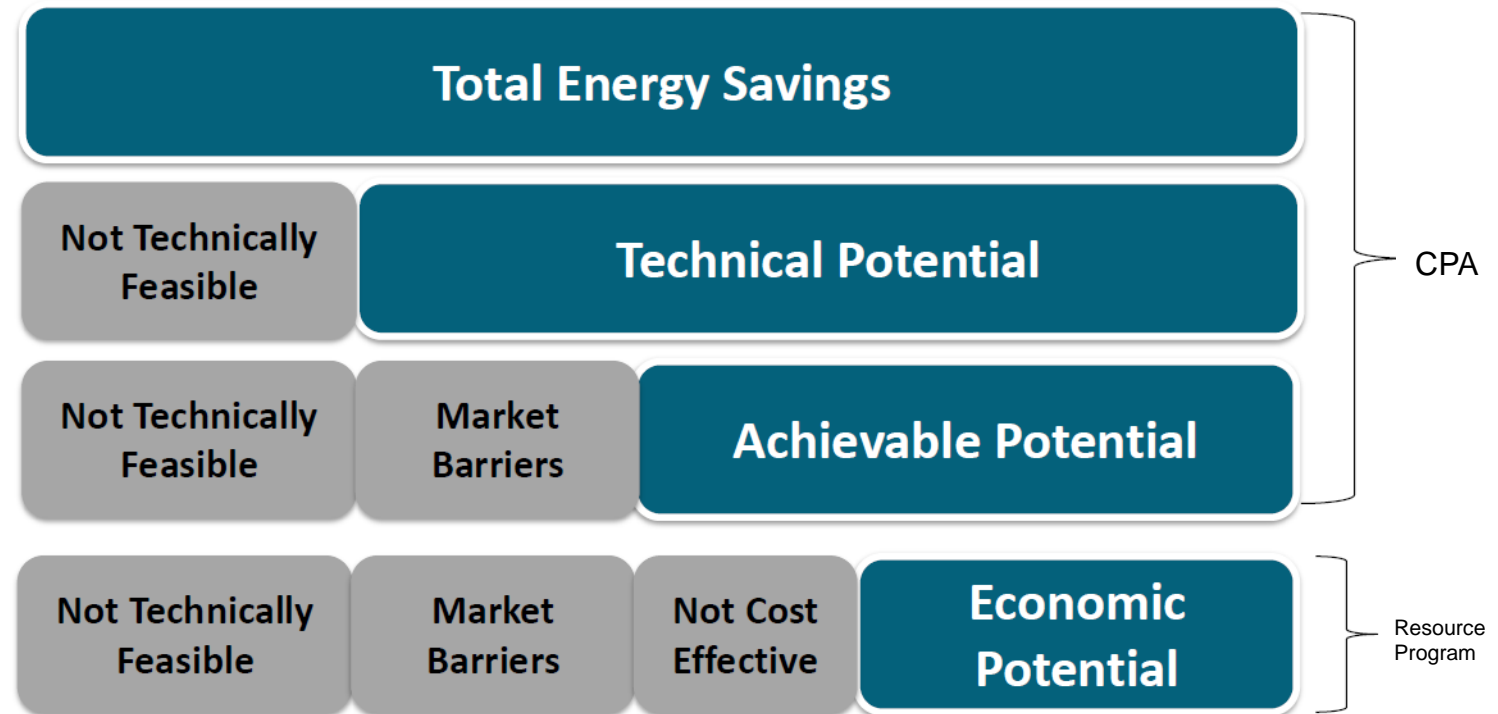 Total Energy Savings
Not Technically
Feasible
Technical Potential
CPA
Not Technically
Feasible
Market
Barriers
Achievable Potential
Not Technically
Feasible
Market
Barriers
Not Cost
Effective
Economic
Potential
Resource
Program